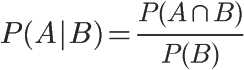 P(A|B) = P(A ∩ B) / P(B)